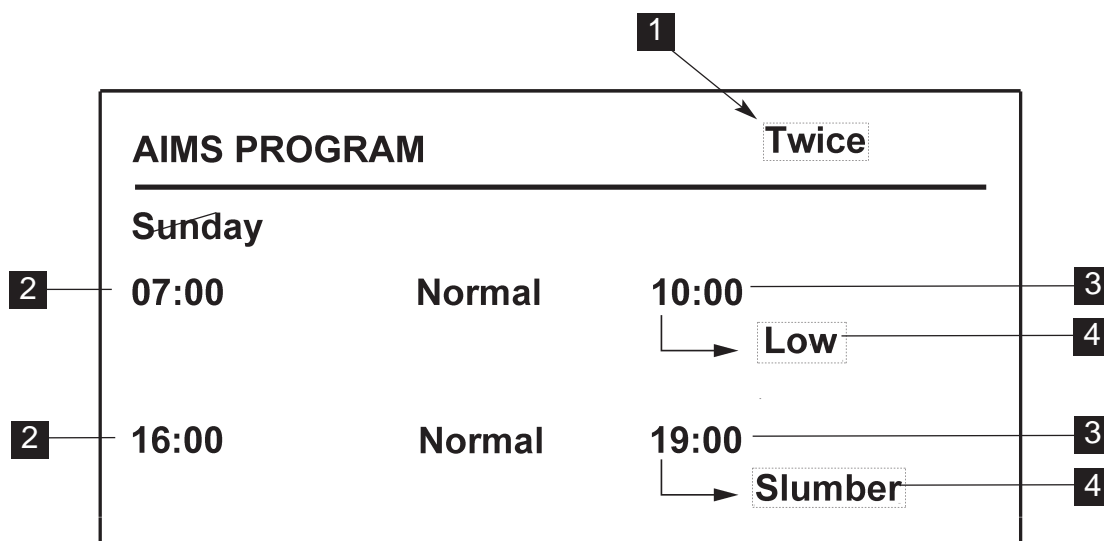 1
AIMS PROGRAM Twice
Sunday
2 07:00 Normal 10:00 3
Low 4
2 16:00 Normal 19:00 3
Slumber 4